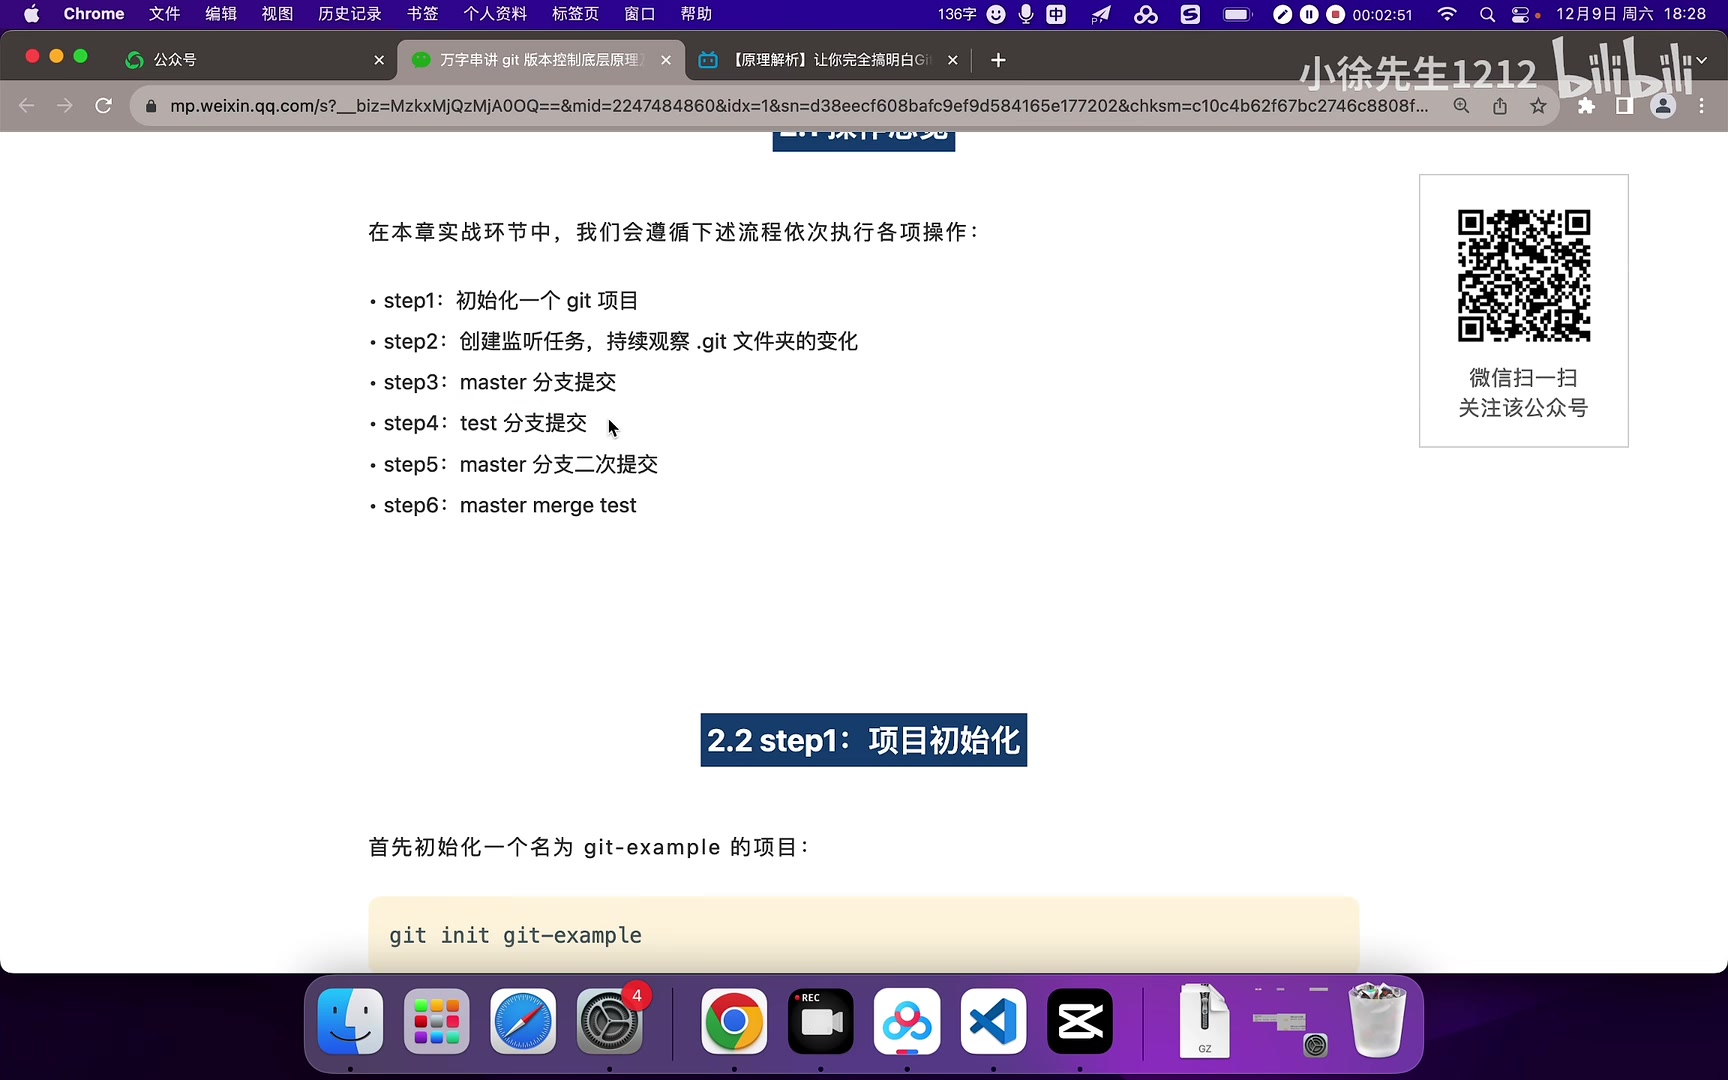 Chrome 文件 编辑 视图 历史记录 书签 个人资料 标签页 窗口 帮助 136字 中 00:02:51 12月9日 周六 18:28
公众号 万字串讲 git 版本控制底层原理 【原理解析】让你完全搞明白Gi
小徐先生1212 bilibili
mp.weixin.qq.com/s?__biz=MzkxMjQzMjA0OQ==&mid=2247484860&idx=1&sn=d38eecf608bafc9ef9d584165e177202&chksm=c10c4b62f67bc2746c8808f...
2.1 操作总览
在本章实战环节中，我们会遵循下述流程依次执行各项操作：
• step1：初始化一个 git 项目
• step2：创建监听任务，持续观察 .git 文件夹的变化
• step3：master 分支提交
• step4：test 分支提交
• step5：master 分支二次提交
• step6：master merge test
微信扫一扫
关注该公众号
2.2 step1：项目初始化
首先初始化一个名为 git-example 的项目：
git init git-example
4
REC
GZ